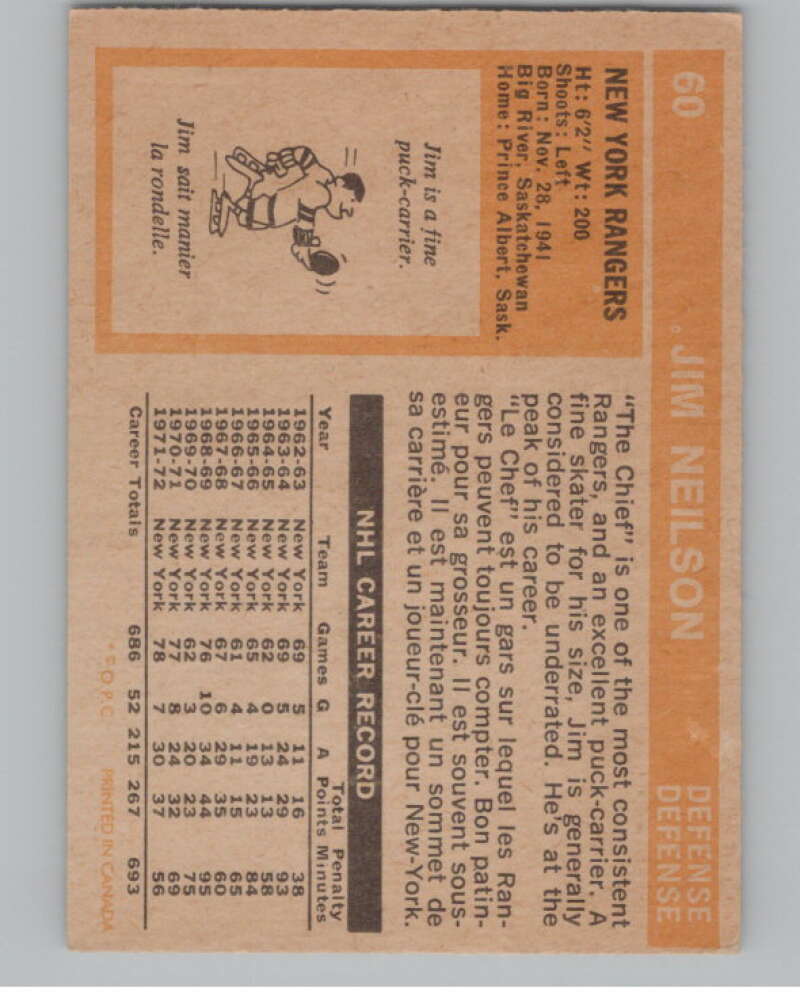 60
JIM NEILSON
DEFENSE
DEFENSE
NEW YORK RANGERS
Ht: 6'2" Wt: 200
Shoots: Left
Born: Nov. 28, 1941
Big River, Saskatchewan
Home: Prince Albert, Sask.
Jim is a fine
puck-carrier.
Jim sait manier
la rondelle.
"The Chief" is one of the most consistent
Rangers, and an excellent puck-carrier. A
fine skater for his size, Jim is generally
considered to be underrated. He's at the
peak of his career.
"Le Chef" est un gars sur lequel les Ran-
gers peuvent toujours compter. Bon patin-
eur pour sa grosseur. Il est souvent sous-
estimé. Il est maintenant un sommet de
sa carrière et un joueur-clé pour New-York.
NHL CAREER RECORD
Total Penalty
Year Team Games G A Points Minutes
1962-63 New York 69 5 11 16 38
1963-64 New York 69 5 24 29 93
1964-65 New York 62 0 13 13 58
1965-66 New York 65 4 19 23 84
1966-67 New York 61 4 11 15 65
1967-68 New York 67 6 29 35 60
1968-69 New York 76 10 34 44 95
1969-70 New York 62 3 20 23 75
1970-71 New York 77 8 24 32 69
1971-72 New York 78 7 30 37 56
Career Totals 686 52 215 267 693
*© O.P.C. PRINTED IN CANADA